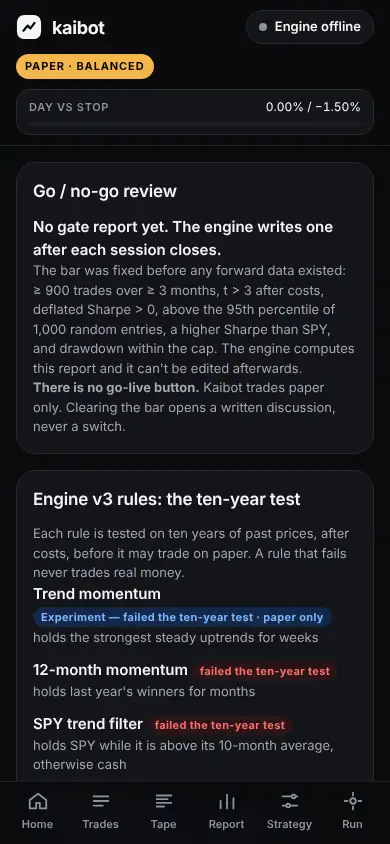 kaibot
Engine offline
PAPER · BALANCED
DAY VS STOP
0.00% / −1.50%
Go / no-go review
No gate report yet. The engine writes one
after each session closes.
The bar was fixed before any forward data existed:
≥ 900 trades over ≥ 3 months, t > 3 after costs,
deflated Sharpe > 0, above the 95th percentile of
1,000 random entries, a higher Sharpe than SPY,
and drawdown within the cap. The engine computes
this report and it can't be edited afterwards.
There is no go-live button. Kaibot trades paper
only. Clearing the bar opens a written discussion,
never a switch.
Engine v3 rules: the ten-year test
Each rule is tested on ten years of past prices, after
costs, before it may trade on paper. A rule that fails
never trades real money.
Trend momentum
Experiment — failed the ten-year test · paper only
holds the strongest steady uptrends for weeks
12-month momentum failed the ten-year test
holds last year's winners for months
SPY trend filter failed the ten-year test
holds SPY while it is above its 10-month average,
otherwise cash
Home Trades Tape Report Strategy Run